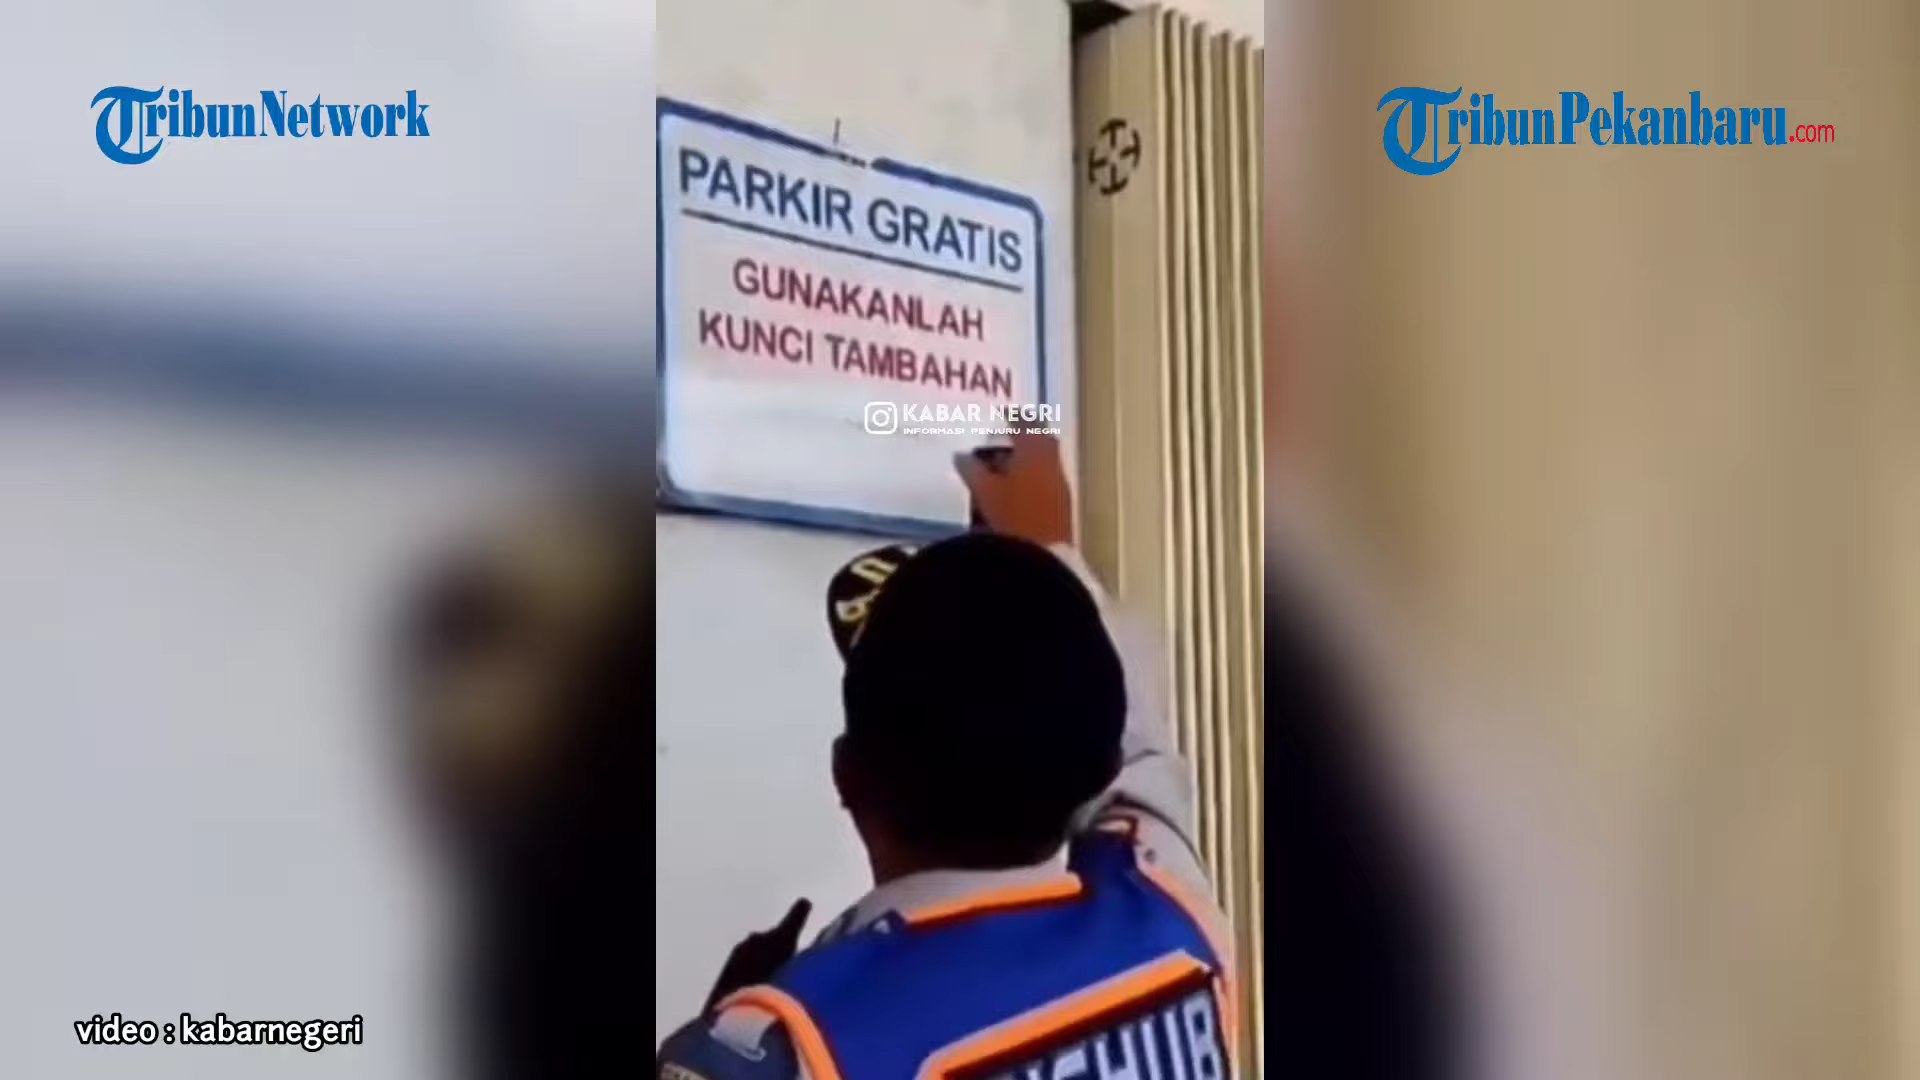 TribunNetwork
TribunPekanbaru.com
PARKIR GRATIS
GUNAKANLAH
KUNCI TAMBAHAN
KABAR NEGRI
INFORMASI PENJURU NEGRI
video : kabarnegeri